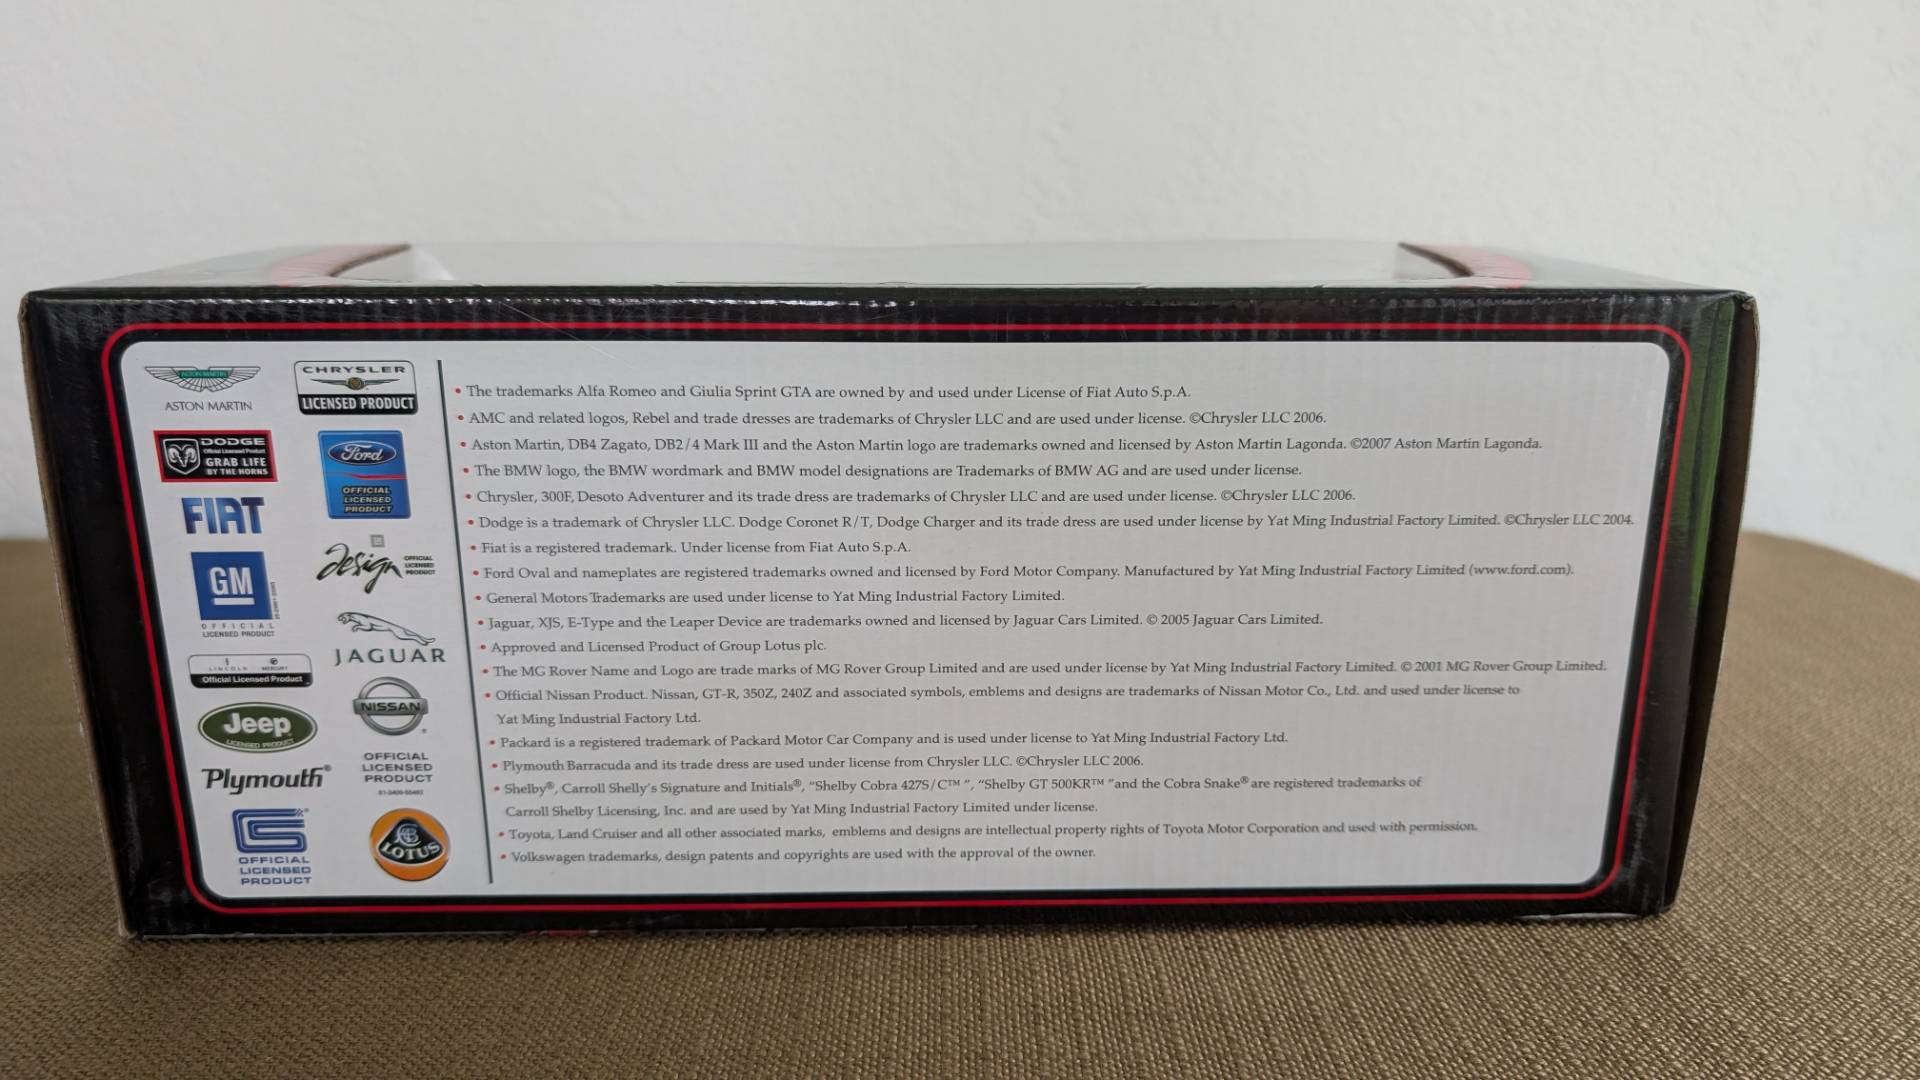 ASTON MARTIN
ASTON MARTIN
CHRYSLER
LICENSED PRODUCT
DODGE
Official Licensed Product
GRAB LIFE
BY THE HORNS
Ford
OFFICIAL
LICENSED
PRODUCT
FIAT
GM
OFFICIAL
LICENSED PRODUCT
GM
design
OFFICIAL
LICENSED
PRODUCT
JAGUAR
LINCOLN MERCURY
Official Licensed Product
NISSAN
Jeep
LICENSED PRODUCT
OFFICIAL
LICENSED
PRODUCT
Plymouth®
CS
OFFICIAL
LICENSED
PRODUCT
LOTUS
• The trademarks Alfa Romeo and Giulia Sprint GTA are owned by and used under License of Fiat Auto S.p.A.
• AMC and related logos, Rebel and trade dresses are trademarks of Chrysler LLC and are used under license. ©Chrysler LLC 2006.
• Aston Martin, DB4 Zagato, DB2/4 Mark III and the Aston Martin logo are trademarks owned and licensed by Aston Martin Lagonda. ©2007 Aston Martin Lagonda.
• The BMW logo, the BMW wordmark and BMW model designations are Trademarks of BMW AG and are used under license.
• Chrysler, 300F, Desoto Adventurer and its trade dress are trademarks of Chrysler LLC and are used under license. ©Chrysler LLC 2006.
• Dodge is a trademark of Chrysler LLC. Dodge Coronet R/T, Dodge Charger and its trade dress are used under license by Yat Ming Industrial Factory Limited. ©Chrysler LLC 2004.
• Fiat is a registered trademark. Under license from Fiat Auto S.p.A.
• Ford Oval and nameplates are registered trademarks owned and licensed by Ford Motor Company. Manufactured by Yat Ming Industrial Factory Limited (www.ford.com).
• General Motors Trademarks are used under license to Yat Ming Industrial Factory Limited.
• Jaguar, XJS, E-Type and the Leaper Device are trademarks owned and licensed by Jaguar Cars Limited. © 2005 Jaguar Cars Limited.
• Approved and Licensed Product of Group Lotus plc.
• The MG Rover Name and Logo are trade marks of MG Rover Group Limited and are used under license by Yat Ming Industrial Factory Limited. © 2001 MG Rover Group Limited.
• Official Nissan Product. Nissan, GT-R, 350Z, 240Z and associated symbols, emblems and designs are trademarks of Nissan Motor Co., Ltd. and used under license to
Yat Ming Industrial Factory Ltd.
• Packard is a registered trademark of Packard Motor Car Company and is used under license to Yat Ming Industrial Factory Ltd.
• Plymouth Barracuda and its trade dress are used under license from Chrysler LLC. ©Chrysler LLC 2006.
• Shelby®, Carroll Shelly's Signature and Initials®, "Shelby Cobra 427S/C™ ", "Shelby GT 500KR™ "and the Cobra Snake® are registered trademarks of
Carroll Shelby Licensing, Inc. and are used by Yat Ming Industrial Factory Limited under license.
• Toyota, Land Cruiser and all other associated marks, emblems and designs are intellectual property rights of Toyota Motor Corporation and used with permission.
• Volkswagen trademarks, design patents and copyrights are used with the approval of the owner.